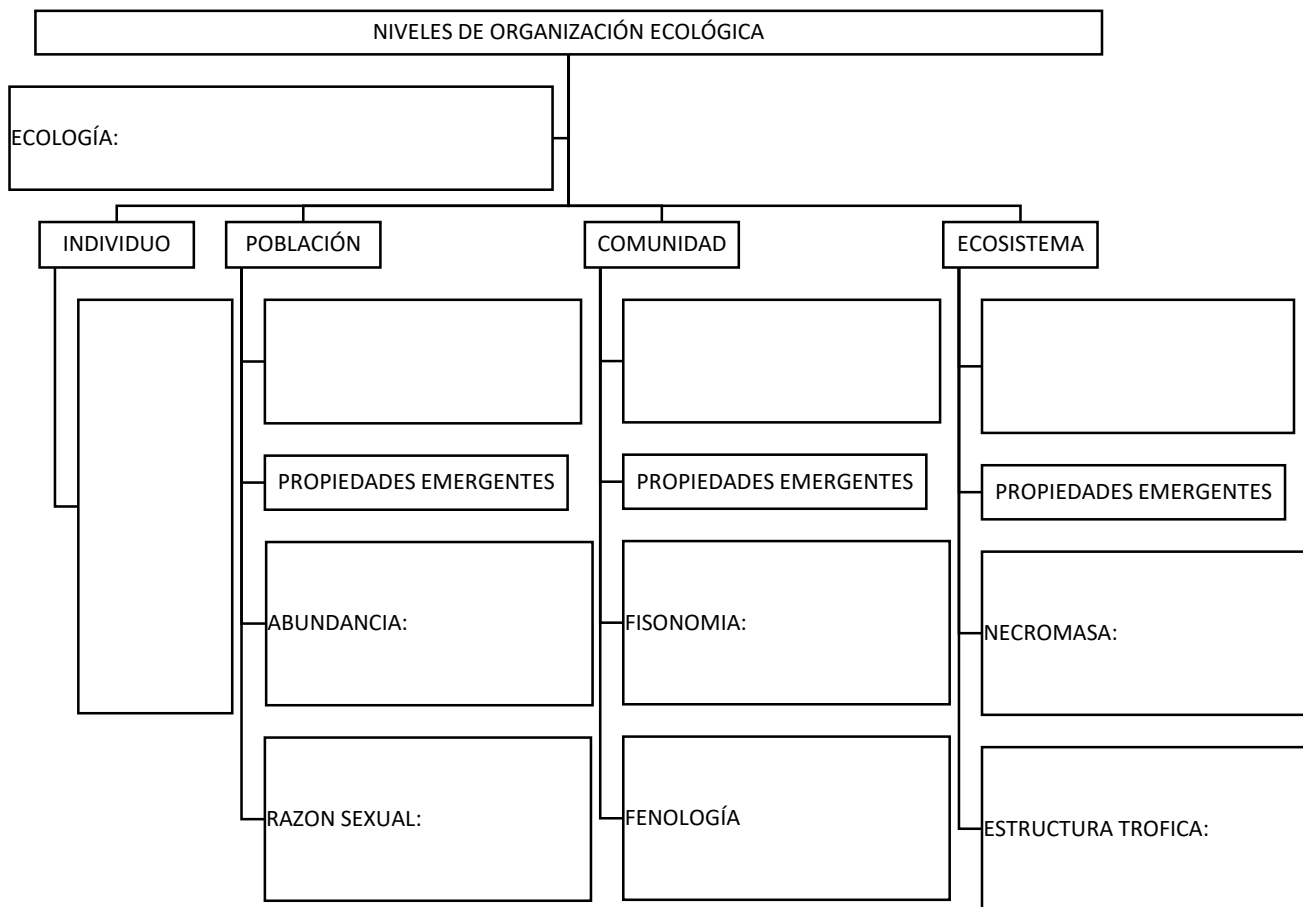 NIVELES DE ORGANIZACIÓN ECOLÓGICA
ECOLOGÍA:
INDIVIDUO
POBLACIÓN
COMUNIDAD
ECOSISTEMA
PROPIEDADES EMERGENTES
PROPIEDADES EMERGENTES
PROPIEDADES EMERGENTES
ABUNDANCIA:
FISONOMIA:
NECROMASA:
RAZON SEXUAL:
FENOLOGÍA
ESTRUCTURA TROFICA: